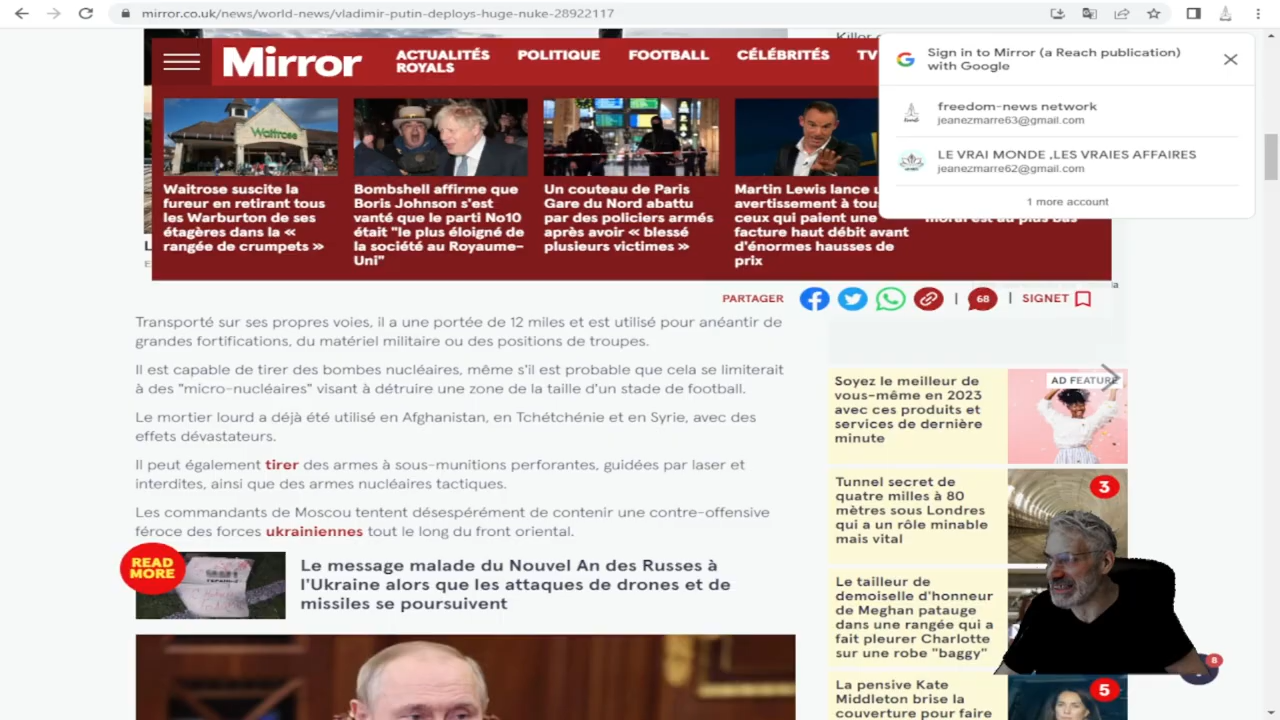 mirror.co.uk/news/world-news/vladimir-putin-deploys-huge-nuke-28922117
Mirror
ACTUALITÉS
ROYALS
POLITIQUE
FOOTBALL
CÉLÉBRITÉS
TV
Sign in to Mirror (a Reach publication)
with Google
freedom-news network
jeanezmarre63@gmail.com
LE VRAI MONDE ,LES VRAIES AFFAIRES
jeanezmarre62@gmail.com
1 more account
Waitrose
Waitrose suscite la
fureur en retirant tous
les Warburton de ses
étagères dans la «
rangée de crumpets »
Bombshell affirme que
Boris Johnson s'est
vanté que le parti No10
était "le plus éloigné de
la société au Royaume-
Uni"
Un couteau de Paris
Gare du Nord abattu
par des policiers armés
après avoir « blessé
plusieurs victimes »
Martin Lewis lance
avertissement à tou
ceux qui paient une
facture haut débit avant
d'énormes hausses de
prix
PARTAGER
68
SIGNET
Transporté sur ses propres voies, il a une portée de 12 miles et est utilisé pour anéantir de
grandes fortifications, du matériel militaire ou des positions de troupes.
Il est capable de tirer des bombes nucléaires, même s'il est probable que cela se limiterait
à des "micro-nucléaires" visant à détruire une zone de la taille d'un stade de football.
Le mortier lourd a déjà été utilisé en Afghanistan, en Tchétchénie et en Syrie, avec des
effets dévastateurs.
Il peut également tirer des armes à sous-munitions perforantes, guidées par laser et
interdites, ainsi que des armes nucléaires tactiques.
Les commandants de Moscou tentent désespérément de contenir une contre-offensive
féroce des forces ukrainiennes tout le long du front oriental.
READ
MORE
Le message malade du Nouvel An des Russes à
l'Ukraine alors que les attaques de drones et de
missiles se poursuivent
Soyez le meilleur de
vous-même en 2023
avec ces produits et
services de dernière
minute
AD FEATURE
Tunnel secret de
quatre milles à 80
mètres sous Londres
qui a un rôle minable
mais vital
3
Le tailleur de
demoiselle d'honneur
de Meghan patauge
dans une rangée qui a
fait pleurer Charlotte
sur une robe "baggy"
8
La pensive Kate
Middleton brise la
couverture pour faire
5